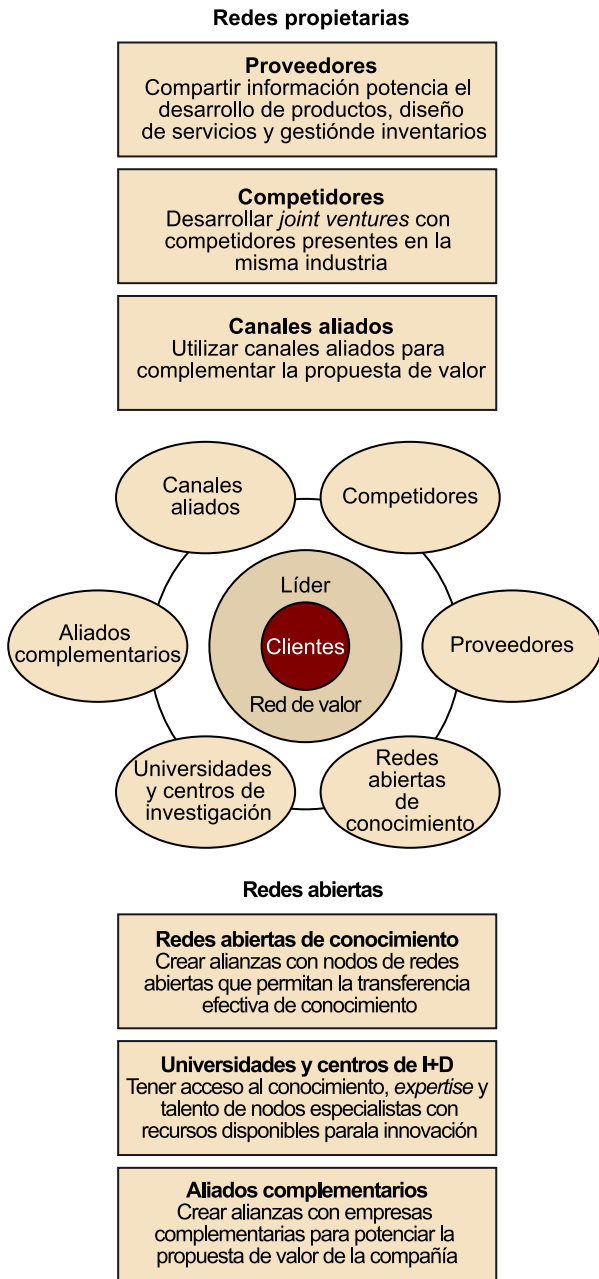 Redes propietarias
Proveedores
Compartir información potencia el
desarrollo de productos, diseño
de servicios y gestiónde inventarios
Competidores
Desarrollar joint ventures con
competidores presentes en la
misma industria
Canales aliados
Utilizar canales aliados para
complementar la propuesta de valor
Canales
aliados
Competidores
Líder
Clientes
Red de valor
Aliados
complementarios
Proveedores
Universidades
y centros de
investigación
Redes
abiertas
de
conocimiento
Redes abiertas
Redes abiertas de conocimiento
Crear alianzas con nodos de redes
abiertas que permitan la transferencia
efectiva de conocimiento
Universidades y centros de I+D
Tener acceso al conocimiento, expertise y
talento de nodos especialistas con
recursos disponibles parala innovación
Aliados complementarios
Crear alianzas con empresas
complementarias para potenciar la
propuesta de valor de la compañía